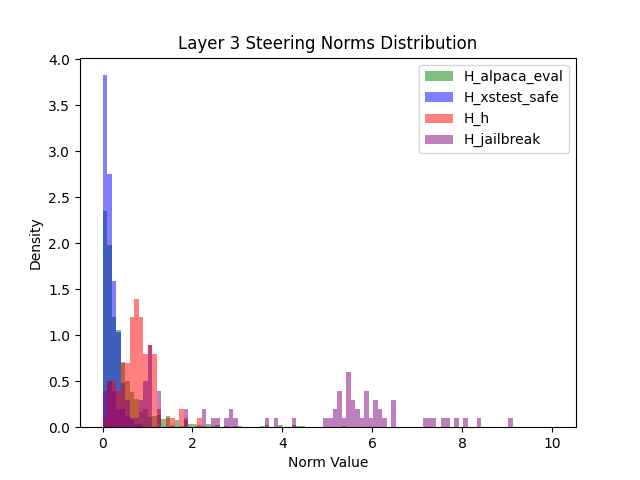 Layer 3 Steering Norms Distribution
H_alpaca_eval
H_xstest_safe
H_h
H_jailbreak
4.0
3.5
3.0
2.5
2.0
1.5
1.0
0.5
0.0
Density
0 2 4 6 8 10
Norm Value